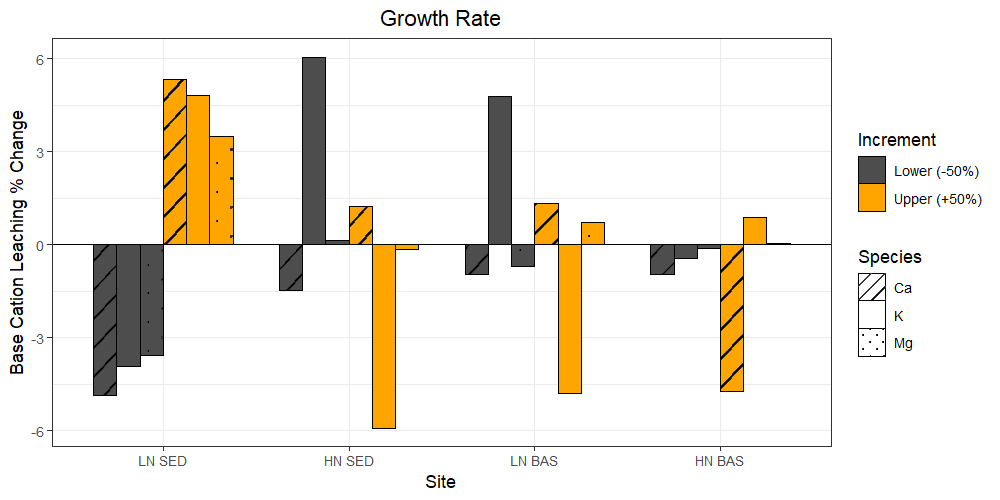 Growth Rate
Base Cation Leaching % Change
6
3
0
-3
-6
LN SED
HN SED
LN BAS
HN BAS
Site
Increment
Lower (-50%)
Upper (+50%)
Species
Ca
K
Mg